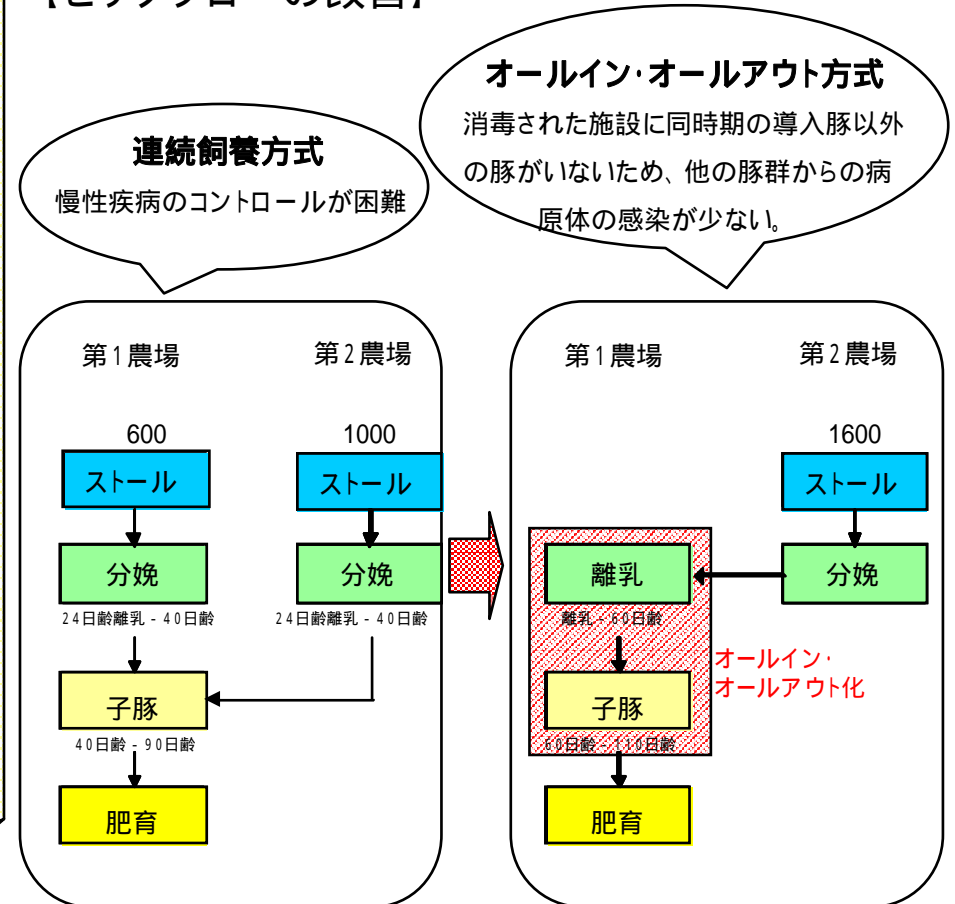 オールイン・オールアウト方式
消毒された施設に同時期の導入豚以外
の豚がいないため、他の豚群からの病
原体の感染が少ない。
連続飼養方式
慢性疾病のコントロールが困難
第1農場
第2農場
600
1000
ストール
ストール
分娩
分娩
24日齢離乳 - 40日齢
24日齢離乳 - 40日齢
子豚
40日齢 - 90日齢
肥育
第1農場
第2農場
1600
ストール
離乳
分娩
離乳 - 60日齢
オールイン・
オールアウト化
子豚
60日齢 - 110日齢
肥育